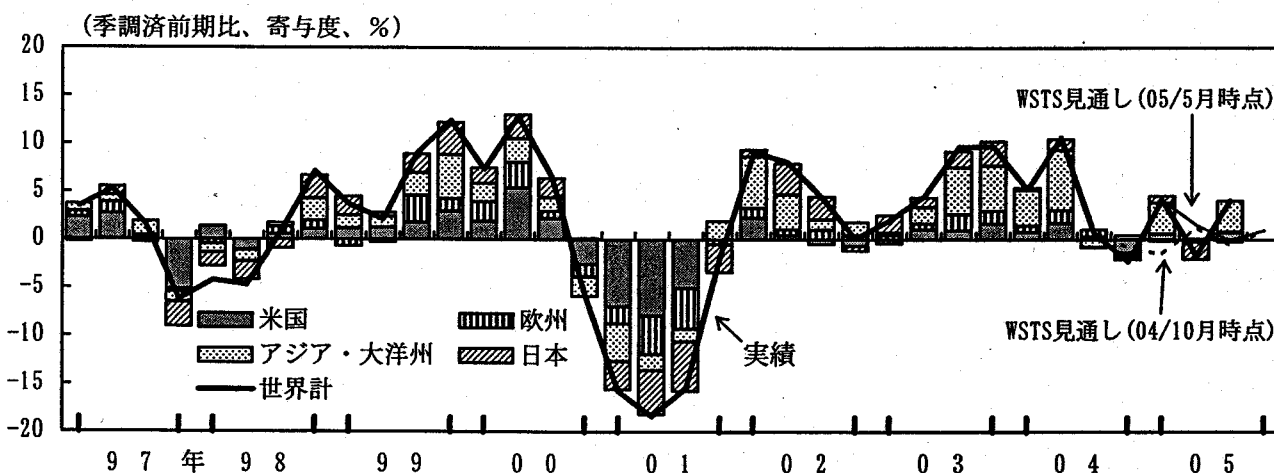 (季調済前期比、寄与度、%)
20
15
10
5
0
-5
-10
-15
-20
WSTS見通し(05/5月時点)
WSTS見通し(04/10月時点)
実績
米国
欧州
アジア・大洋州
日本
世界計
97年 98 99 00 01 02 03 04 05